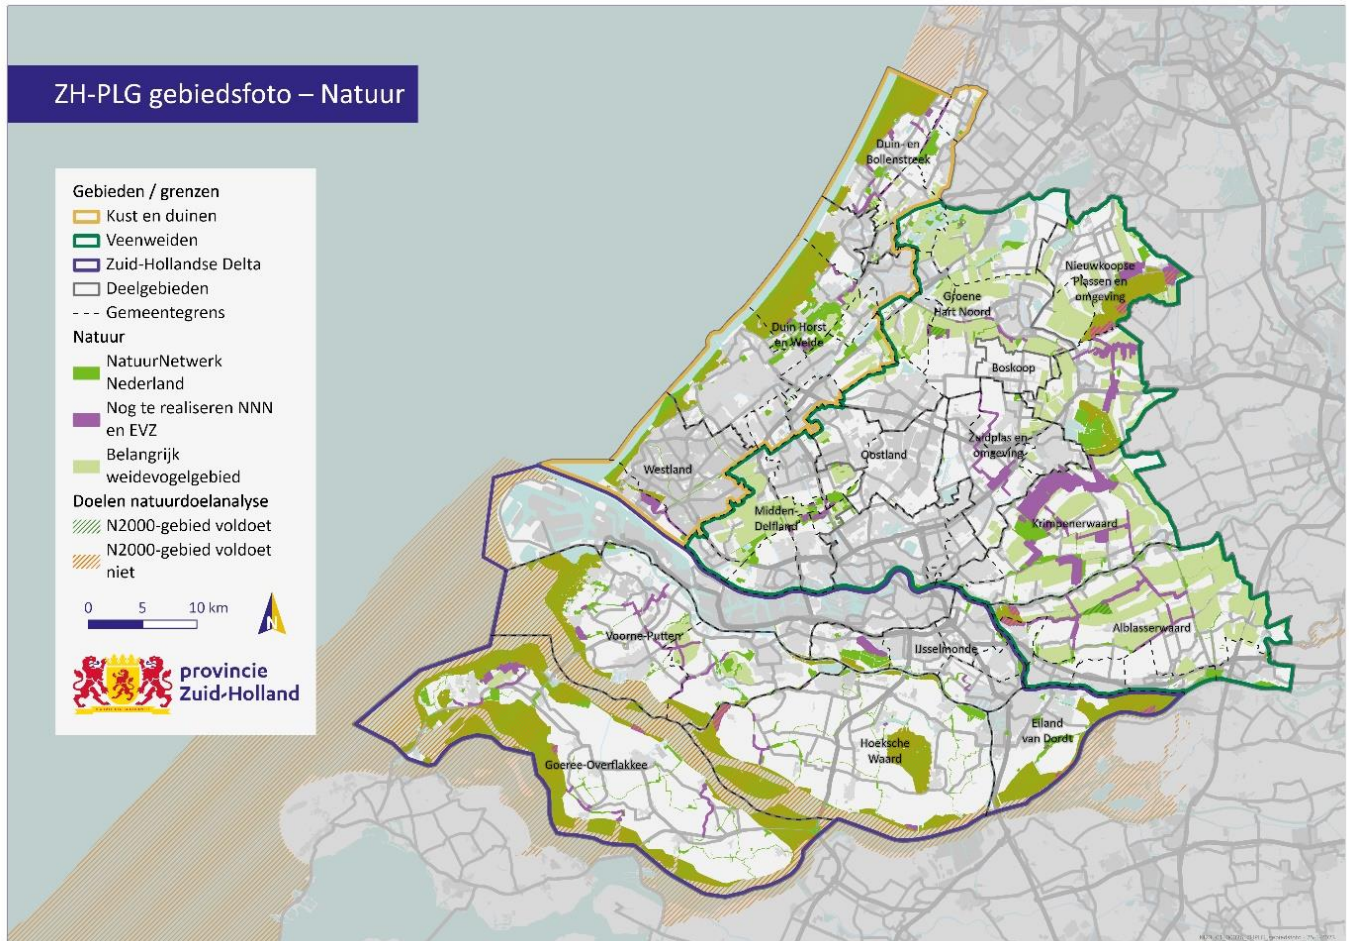 ZH-PLG gebiedsfoto – Natuur
Gebieden / grenzen
Kust en duinen
Veenweiden
Zuid-Hollandse Delta
Deelgebieden
Gemeentegrens
Natuur
NatuurNetwerk
Nederland
Nog te realiseren NNN
en EVZ
Belangrijk
weidevogelgebied
Doelen natuurdoelanalyse
N2000-gebied voldoet
N2000-gebied voldoet
niet
0 5 10 km
N
provincie
Zuid-Holland
Duin- en
Bollenstreek
Nieuwkoopse
Plassen en
omgeving
Groene
Hart Noord
Duin Horst
en Weide
Boskoop
Zuidplas en
omgeving
Oostland
Westland
Midden-
Delfland
Krimpenerwaard
Alblasserwaard
Voorne-Putten
IJsselmonde
Eiland
van Dordt
Hoeksche
Waard
Goeree-Overflakkee